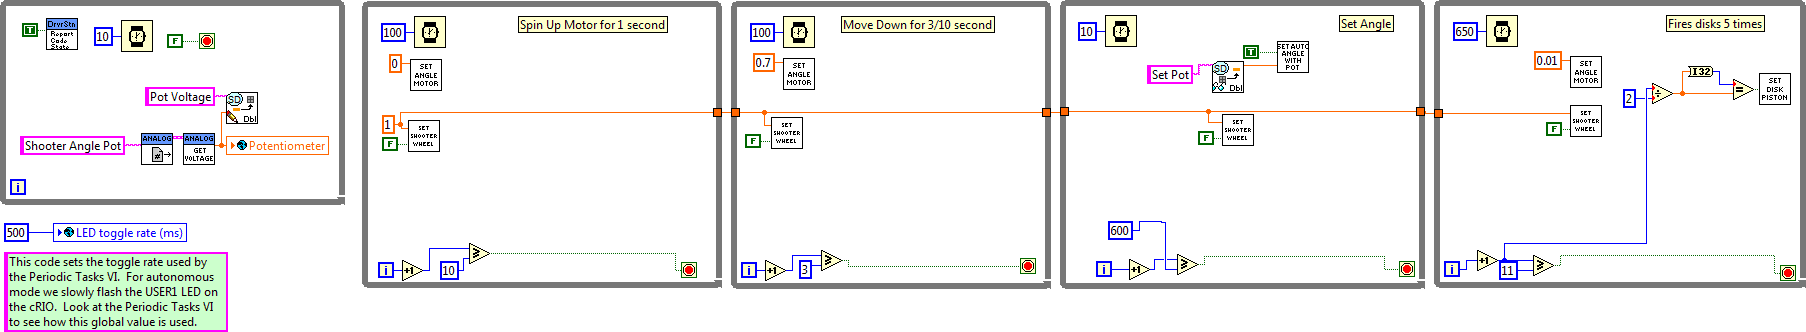 DrvrStn
Report
Code
State
T
10
F
Pot Voltage
SD
Dbl
Shooter Angle Pot
ANALOG
#
ANALOG
GET
VOLTAGE
Potentiometer
i
500
LED toggle rate (ms)
This code sets the toggle rate used by
the Periodic Tasks VI. For autonomous
mode we slowly flash the USER1 LED on
the cRIO. Look at the Periodic Tasks VI
to see how this global value is used.
100
Spin Up Motor for 1 second
0
SET
ANGLE
MOTOR
1
F
SET
SHOOTER
WHEEL
i
+1
10
≥
100
Move Down for 3/10 second
0.7
SET
ANGLE
MOTOR
F
SET
SHOOTER
WHEEL
i
+1
3
≥
10
Set Angle
T
Set Pot
SD
Dbl
SET AUTO
ANGLE
WITH
POT
F
SET
SHOOTER
WHEEL
600
i
+1
≥
650
Fires disks 5 times
0.01
SET
ANGLE
MOTOR
2
÷
I32
=
SET
DISK
PISTON
F
SET
SHOOTER
WHEEL
i
+1
11
≥